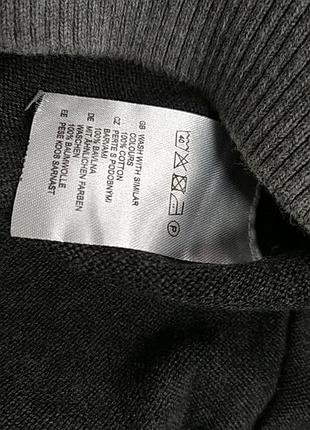 40
P
GB WASH WITH SIMILAR
COLOURS
100% COTTON
CZ PERTE S PODOBNÝMI
BARVAMI
100% BAVLNA
DE MIT ÄHNLICHEN FARBEN
WASCHEN
100% BAUMWOLLE
EE PESE KOOS SARNAST